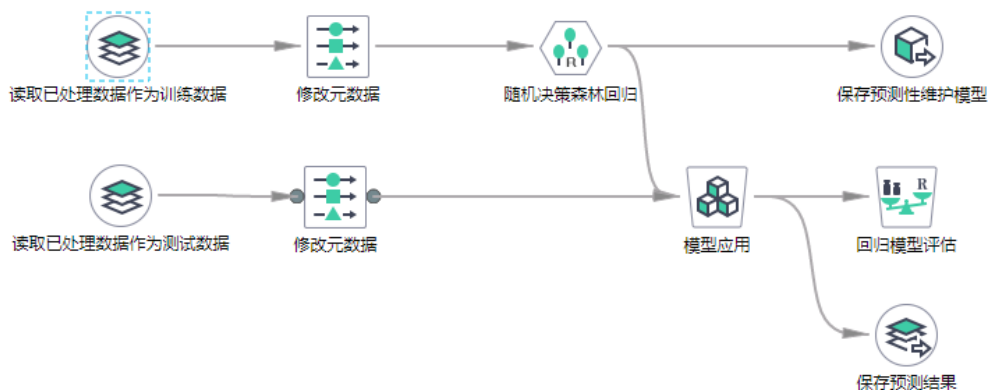 R
读取已处理数据作为训练数据
修改元数据
随机决策森林回归
保存预测性维护模型
R
读取已处理数据作为测试数据
修改元数据
模型应用
回归模型评估
保存预测结果